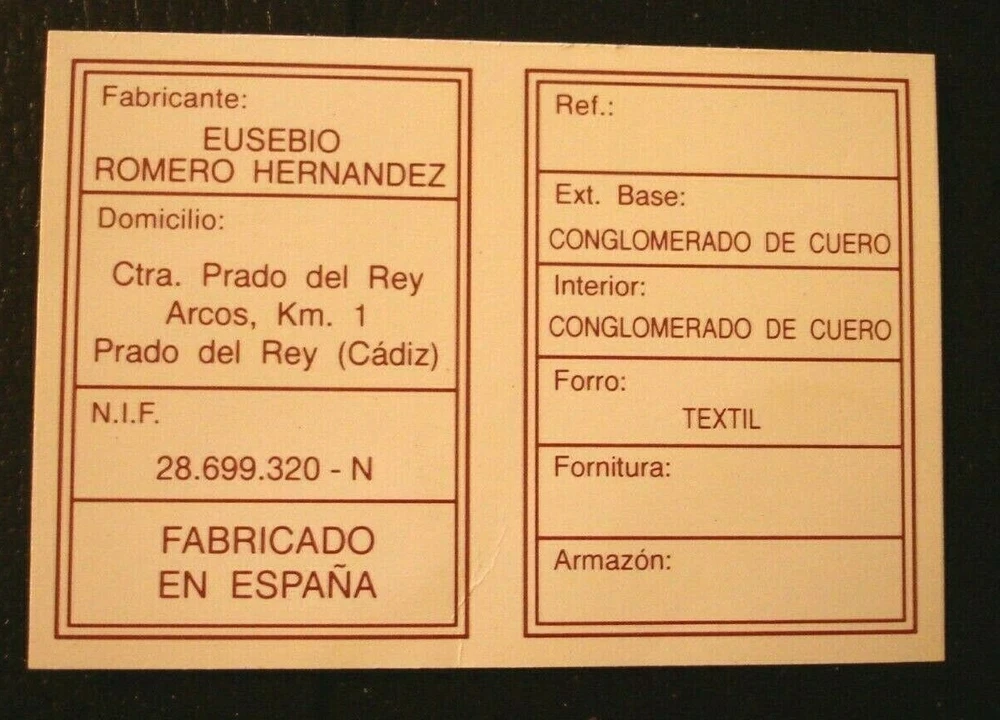 Fabricante:
EUSEBIO
ROMERO HERNANDEZ
Domicilio:
Ctra. Prado del Rey
Arcos, Km. 1
Prado del Rey (Cádiz)
N.I.F.
28.699.320 - N
FABRICADO
EN ESPAÑA
Ref.:
Ext. Base:
CONGLOMERADO DE CUERO
Interior:
CONGLOMERADO DE CUERO
Forro:
TEXTIL
Fornitura:
Armazón: